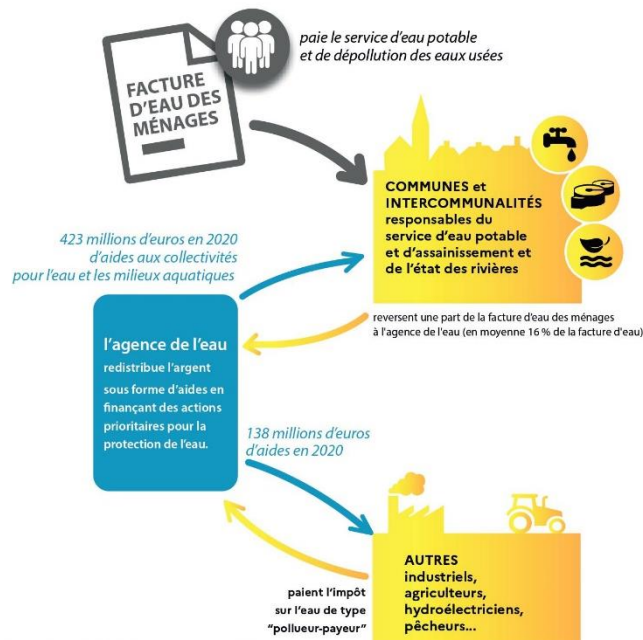 paie le service d'eau potable
et de dépollution des eaux usées
FACTURE
D'EAU DES
MÉNAGES
COMMUNES et
INTERCOMMUNALITÉS
responsables du
service d'eau potable
et d'assainissement et
de l'état des rivières
423 millions d'euros en 2020
d'aides aux collectivités
pour l'eau et les milieux aquatiques
reversent une part de la facture d'eau des ménages
à l'agence de l'eau (en moyenne 16 % de la facture d'eau)
l'agence de l'eau
redistribue l'argent
sous forme d'aides en
finançant des actions
prioritaires pour la
protection de l'eau.
138 millions d'euros
d'aides en 2020
AUTRES
industriels,
agriculteurs,
hydroélectriciens,
pêcheurs...
paient l'impôt
sur l'eau de type
"pollueur-payeur"